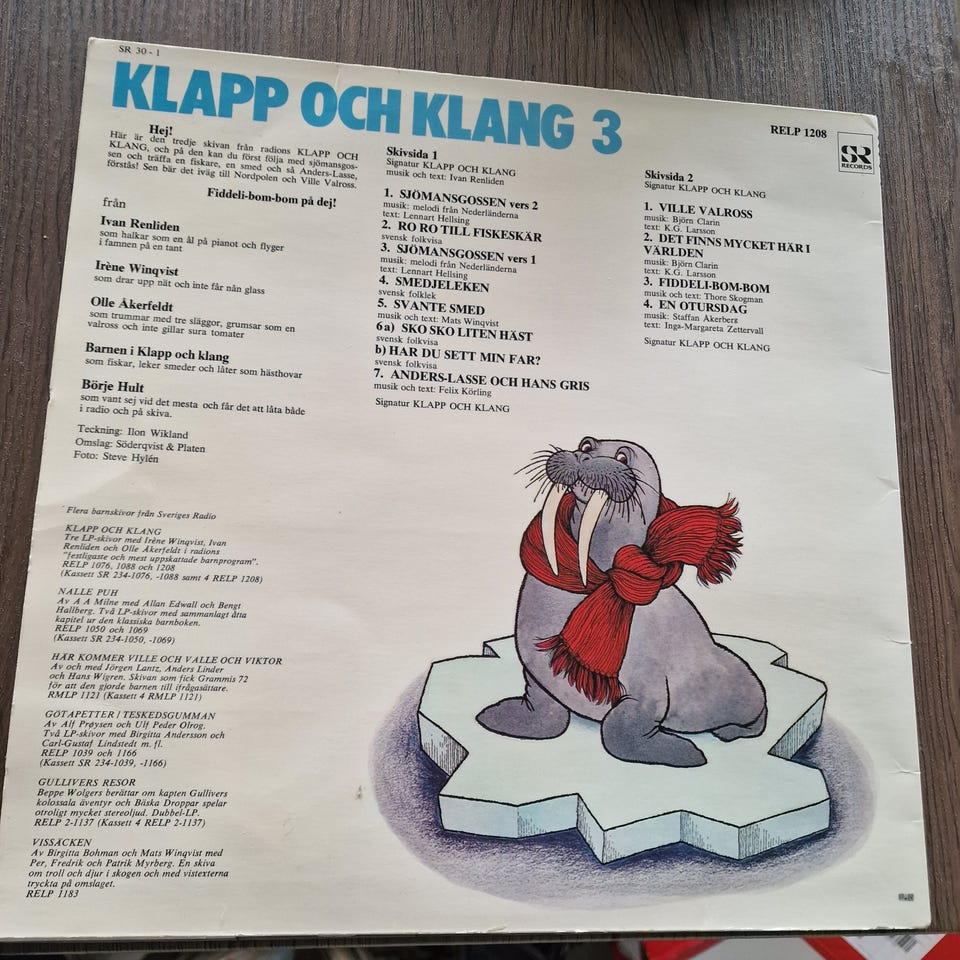 SR 30 - 1
KLAPP OCH KLANG 3
RELP 1208
SR
RECORDS
Hej!
Här är den tredje skivan från radions KLAPP OCH
KLANG, och på den kan du först följa med sjömansgos-
sen och träffa en fiskare, en smed och så Anders-Lasse,
förstås! Sen bär det iväg till Nordpolen och Ville Valross.
Fiddeli-bom-bom på dej!
från
Ivan Renliden
som halkar som en ål på pianot och flyger
i famnen på en tant
Irène Winqvist
som drar upp nät och inte får nån glass
Olle Åkerfeldt
som trummar med tre släggor, grumsar som en
valross och inte gillar sura tomater
Barnen i Klapp och klang
som fiskar, leker smeder och låter som hästhovar
Börje Hult
som vant sej vid det mesta och får det att låta både
i radio och på skiva.
Teckning: Ilon Wikland
Omslag: Söderqvist & Platen
Foto: Steve Hylén
Skivsida 1
Signatur KLAPP OCH KLANG
musik och text: Ivan Renliden
1. SJÖMANSGOSSEN vers 2
musik: melodi från Nederländerna
text: Lennart Hellsing
2. RO RO TILL FISKESKÄR
svensk folkvisa
3. SJÖMANSGOSSEN vers 1
musik: melodi från Nederländerna
text: Lennart Hellsing
4. SMEDJELEKEN
svensk folklek
5. SVANTE SMED
musik och text: Mats Winqvist
6a) SKO SKO LITEN HÄST
svensk folkvisa
b) HAR DU SETT MIN FAR?
svensk folkvisa
7. ANDERS-LASSE OCH HANS GRIS
musik och text: Felix Körling
Signatur KLAPP OCH KLANG
Skivsida 2
Signatur KLAPP OCH KLANG
1. VILLE VALROSS
musik: Björn Clarin
text: K.G. Larsson
2. DET FINNS MYCKET HÄR I
VÄRLDEN
musik: Björn Clarin
text: K.G. Larsson
3. FIDDELI-BOM-BOM
musik och text: Thore Skogman
4. EN OTURSDAG
musik: Staffan Åkerberg
text: Inga-Margareta Zettervall
Signatur KLAPP OCH KLANG
Flera barnskivor från Sveriges Radio
KLAPP OCH KLANG
Tre LP-skivor med Irène Winqvist, Ivan
Renliden och Olle Åkerfeldt i radions
"festligaste och mest uppskattade barnprogram".
RELP 1076, 1088 och 1208
(Kassett SR 234-1076, -1088 samt 4 RELP 1208)
NALLE PUH
Av A A Milne med Allan Edwall och Bengt
Hallberg. Två LP-skivor med sammanlagt åtta
kapitel ur den klassiska barnboken.
RELP 1050 och 1069
(Kassett SR 234-1050, -1069)
HÄR KOMMER VILLE OCH VALLE OCH VIKTOR
Av och med Jörgen Lantz, Anders Linder
och Hans Wigren. Skivan som fick Grammis 72
för att den gjorde barnen till ifrågasättare.
RMLP 1121 (Kassett 4 RMLP 1121)
GÖTAPETTER / TESKEDSGUMMAN
Av Alf Prøysen och Ulf Peder Olrog.
Två LP-skivor med Birgitta Andersson och
Carl-Gustaf Lindstedt m. fl.
RELP 1039 och 1166
(Kassett SR 234-1039, -1166)
GULLIVERS RESOR
Beppe Wolgers berättar om kapten Gullivers
kolossala äventyr och Bäska Droppar spelar
otroligt mycket stereoljud. Dubbel-LP.
RELP 2-1137 (Kassett 4 RELP 2-1137)
VISSÄCKEN
Av Birgitta Bohman och Mats Winqvist med
Per, Fredrik och Patrik Myrberg. En skiva
om troll och djur i skogen och med vistexterna
tryckta på omslaget.
RELP 1183